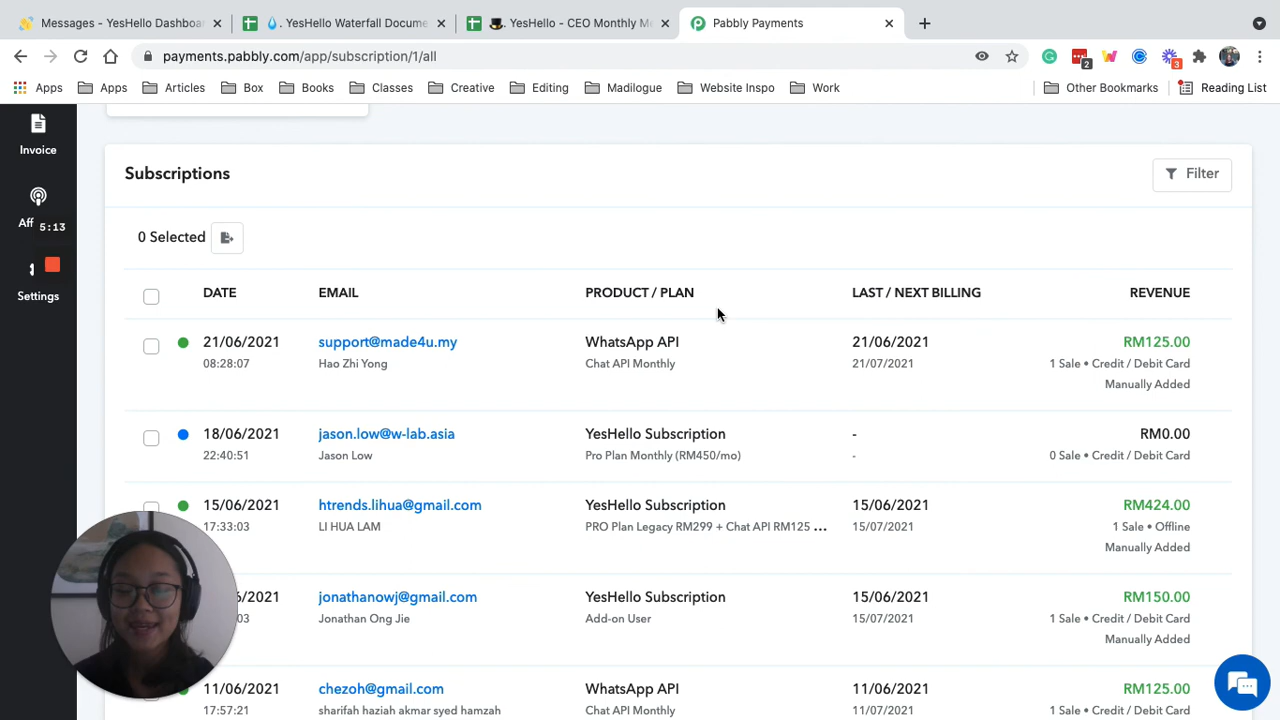 Messages - YesHello Dashboar
. YesHello Waterfall Docume
. YesHello - CEO Monthly M
Pabbly Payments
payments.pabbly.com/app/subscription/1/all
2
3
Apps
Apps
Articles
Box
Books
Classes
Creative
Editing
Madilogue
Website Inspo
Work
Other Bookmarks
Reading List
Invoice
Aff
5:13
Settings
Subscriptions
Filter
0 Selected
DATE EMAIL PRODUCT / PLAN LAST / NEXT BILLING REVENUE
21/06/2021 support@made4u.my WhatsApp API 21/06/2021 RM125.00
08:28:07 Hao Zhi Yong Chat API Monthly 21/07/2021 1 Sale • Credit / Debit Card
Manually Added
18/06/2021 jason.low@w-lab.asia YesHello Subscription - RM0.00
22:40:51 Jason Low Pro Plan Monthly (RM450/mo) - 0 Sale • Credit / Debit Card
15/06/2021 htrends.lihua@gmail.com YesHello Subscription 15/06/2021 RM424.00
17:33:03 LI HUA LAM PRO Plan Legacy RM299 + Chat API RM125 ... 15/07/2021 1 Sale • Offline
Manually Added
/06/2021 jonathanowj@gmail.com YesHello Subscription 15/06/2021 RM150.00
03 Jonathan Ong Jie Add-on User 15/07/2021 1 Sale • Credit / Debit Card
Manually Added
11/06/2021 chezoh@gmail.com WhatsApp API 11/06/2021 RM125.00
17:57:21 sharifah haziah akmar syed hamzah Chat API Monthly 11/07/2021 1 Sale • Credit / Debit Card